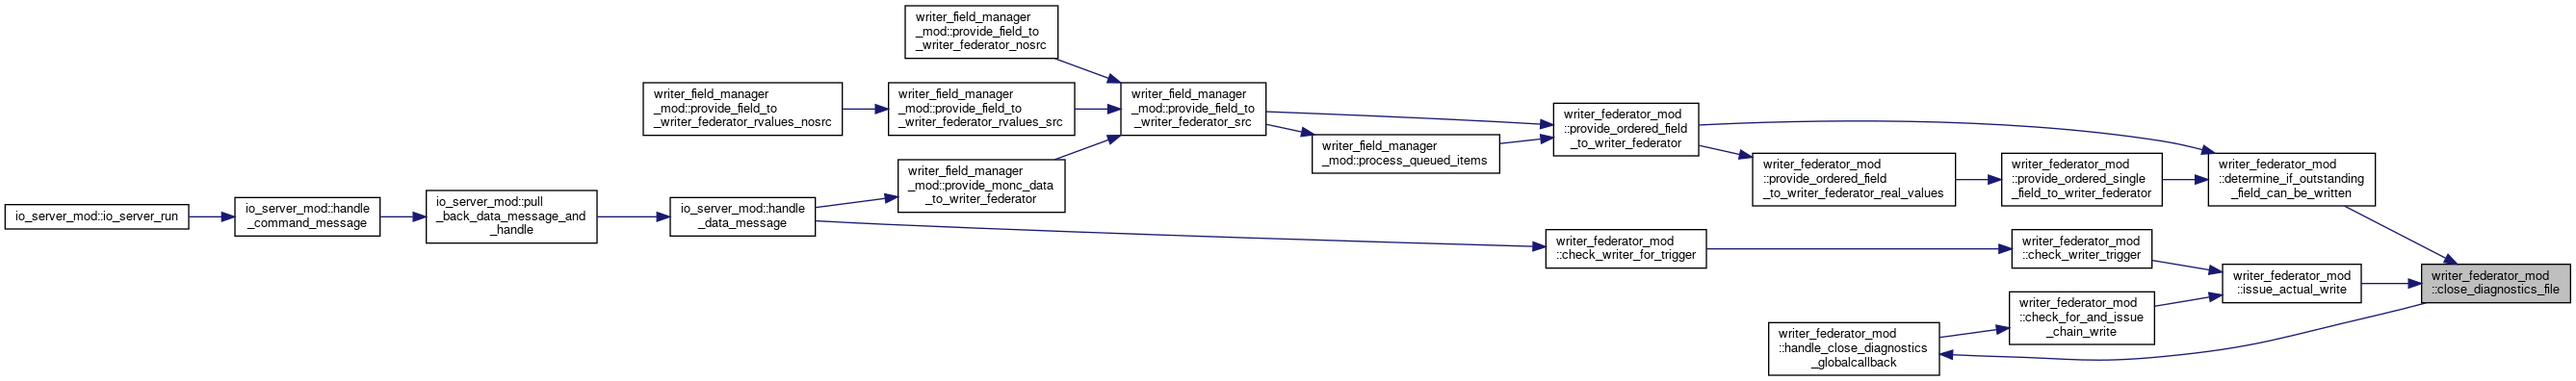 writer_field_manager
_mod::provide_field_to
_writer_federator_nosrc
writer_field_manager
_mod::provide_field_to
_writer_federator_rvalues_nosrc
writer_field_manager
_mod::provide_field_to
_writer_federator_rvalues_src
writer_field_manager
_mod::provide_field_to
_writer_federator_src
writer_federator_mod
::provide_ordered_field
_to_writer_federator
writer_field_manager
_mod::process_queued_items
writer_federator_mod
::provide_ordered_field
_to_writer_federator_real_values
writer_federator_mod
::provide_ordered_single
_field_to_writer_federator
writer_federator_mod
::determine_if_outstanding
_field_can_be_written
writer_field_manager
_mod::provide_monc_data
_to_writer_federator
io_server_mod::io_server_run
io_server_mod::handle
_command_message
io_server_mod::pull
_back_data_message_and
_handle
io_server_mod::handle
_data_message
writer_federator_mod
::check_writer_for_trigger
writer_federator_mod
::check_writer_trigger
writer_federator_mod
::issue_actual_write
writer_federator_mod
::close_diagnostics_file
writer_federator_mod
::check_for_and_issue
_chain_write
writer_federator_mod
::handle_close_diagnostics
_globalcallback